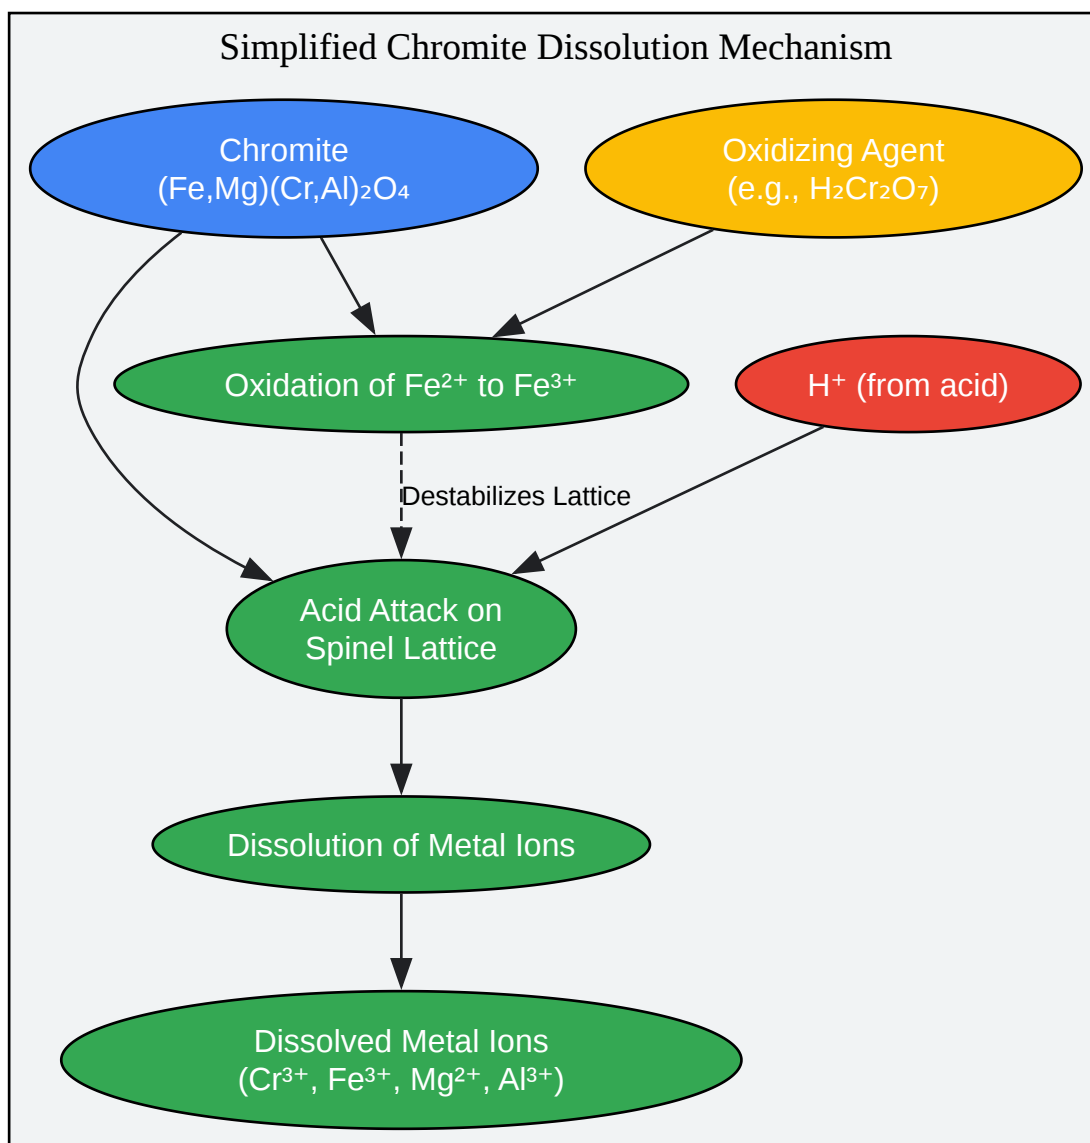 Simplified Chromite Dissolution Mechanism
Chromite
(Fe,Mg)(Cr,Al)₂O₄
Oxidizing Agent
(e.g., H₂Cr₂O₇)
Oxidation of Fe²⁺ to Fe³⁺
H⁺ (from acid)
Destabilizes Lattice
Acid Attack on
Spinel Lattice
Dissolution of Metal Ions
Dissolved Metal Ions
(Cr³⁺, Fe³⁺, Mg²⁺, Al³⁺)